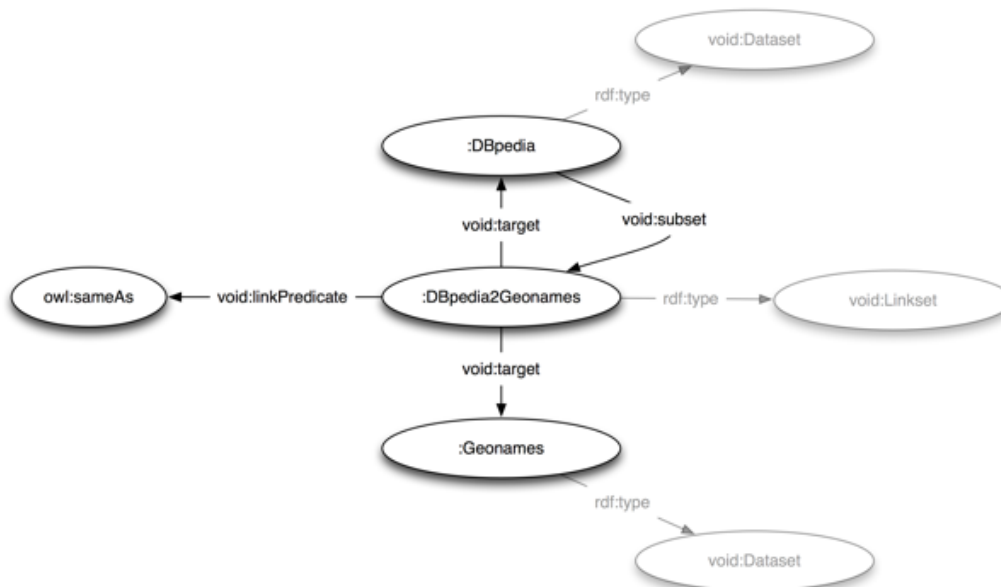 void:Dataset
rdf:type
:DBpedia
void:target
void:subset
owl:sameAs
void:linkPredicate
:DBpedia2Geonames
rdf:type
void:Linkset
void:target
:Geonames
rdf:type
void:Dataset